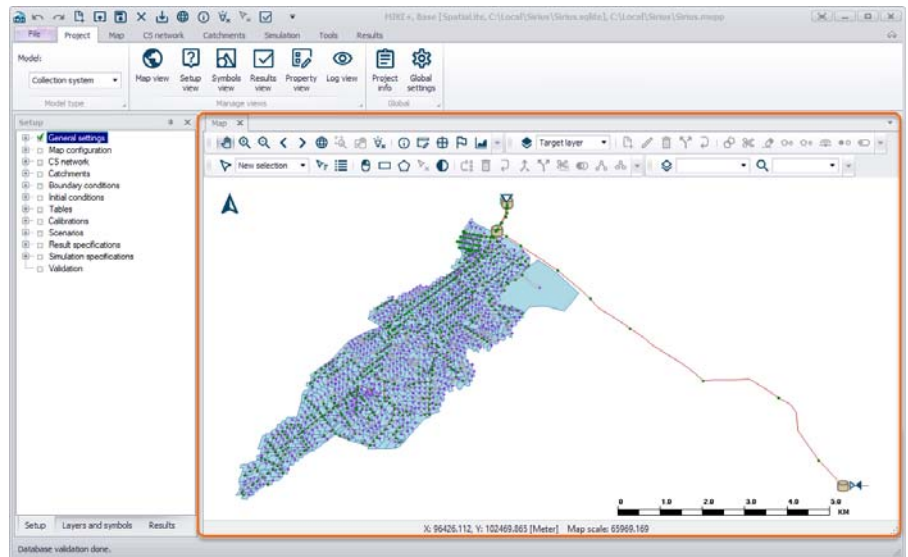 MIKE+, Base [SpatiaLite, C:\Local\Sirius\Sirius.sqlite], C:\Local\Sirius\Sirius.mupp
File Project Map CS network Catchments Simulation Tools Results
Model:
Collection system
Map view Setup view Symbols view Results view Property view Log view Project info Global settings
Model type Manage views Global
Setup
General settings
Map configuration
CS network
Catchments
Boundary conditions
Initial conditions
Tables
Calibrations
Scenarios
Result specifications
Simulation specifications
Validation
Map
Target layer
New selection
0 1.0 2.0 3.0 4.0 5.0
KM
Setup Layers and symbols Results
X: 96426.112, Y: 102469.865 [Meter] Map scale: 65969.169
Database validation done.